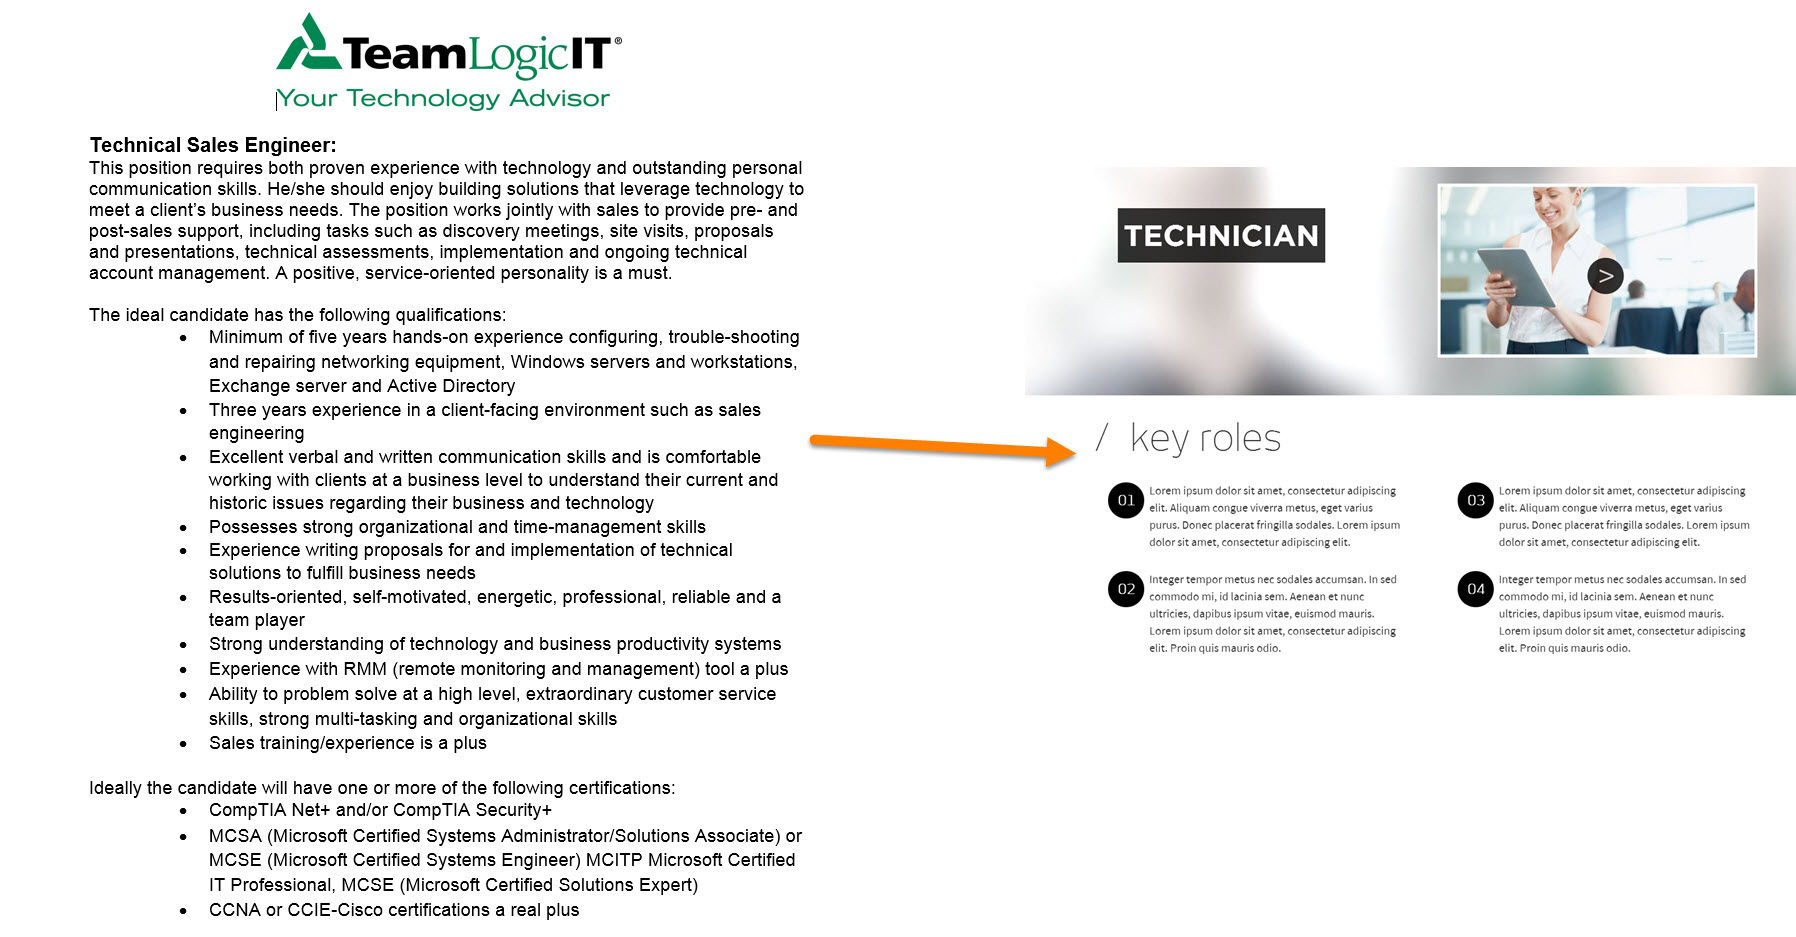 TeamLogicIT®
Your Technology Advisor
Technical Sales Engineer:
This position requires both proven experience with technology and outstanding personal
communication skills. He/she should enjoy building solutions that leverage technology to
meet a client's business needs. The position works jointly with sales to provide pre- and
post-sales support, including tasks such as discovery meetings, site visits, proposals
and presentations, technical assessments, implementation and ongoing technical
account management. A positive, service-oriented personality is a must.
The ideal candidate has the following qualifications:
• Minimum of five years hands-on experience configuring, trouble-shooting
and repairing networking equipment, Windows servers and workstations,
Exchange server and Active Directory
• Three years experience in a client-facing environment such as sales
engineering
• Excellent verbal and written communication skills and is comfortable
working with clients at a business level to understand their current and
historic issues regarding their business and technology
• Possesses strong organizational and time-management skills
• Experience writing proposals for and implementation of technical
solutions to fulfill business needs
• Results-oriented, self-motivated, energetic, professional, reliable and a
team player
• Strong understanding of technology and business productivity systems
• Experience with RMM (remote monitoring and management) tool a plus
• Ability to problem solve at a high level, extraordinary customer service
skills, strong multi-tasking and organizational skills
• Sales training/experience is a plus
Ideally the candidate will have one or more of the following certifications:
• CompTIA Net+ and/or CompTIA Security+
• MCSA (Microsoft Certified Systems Administrator/Solutions Associate) or
MCSE (Microsoft Certified Systems Engineer) MCITP Microsoft Certified
IT Professional, MCSE (Microsoft Certified Solutions Expert)
• CCNA or CCIE-Cisco certifications a real plus
TECHNICIAN
>
/ key roles
01
Lorem ipsum dolor sit amet, consectetur adipiscing
elit. Aliquam congue viverra metus, eget varius
purus. Donec placerat fringilla sodales. Lorem ipsum
dolor sit amet, consectetur adipiscing elit.
02
Integer tempor metus nec sodales accumsan. In sed
commodo mi, id lacinia sem. Aenean et nunc
ultricies, dapibus ipsum vitae, euismod mauris.
Lorem ipsum dolor sit amet, consectetur adipiscing
elit. Proin quis mauris odio.
03
Lorem ipsum dolor sit amet, consectetur adipiscing
elit. Aliquam congue viverra metus, eget varius
purus. Donec placerat fringilla sodales. Lorem ipsum
dolor sit amet, consectetur adipiscing elit.
04
Integer tempor metus nec sodales accumsan. In sed
commodo mi, id lacinia sem. Aenean et nunc
ultricies, dapibus ipsum vitae, euismod mauris.
Lorem ipsum dolor sit amet, consectetur adipiscing
elit. Proin quis mauris odio.